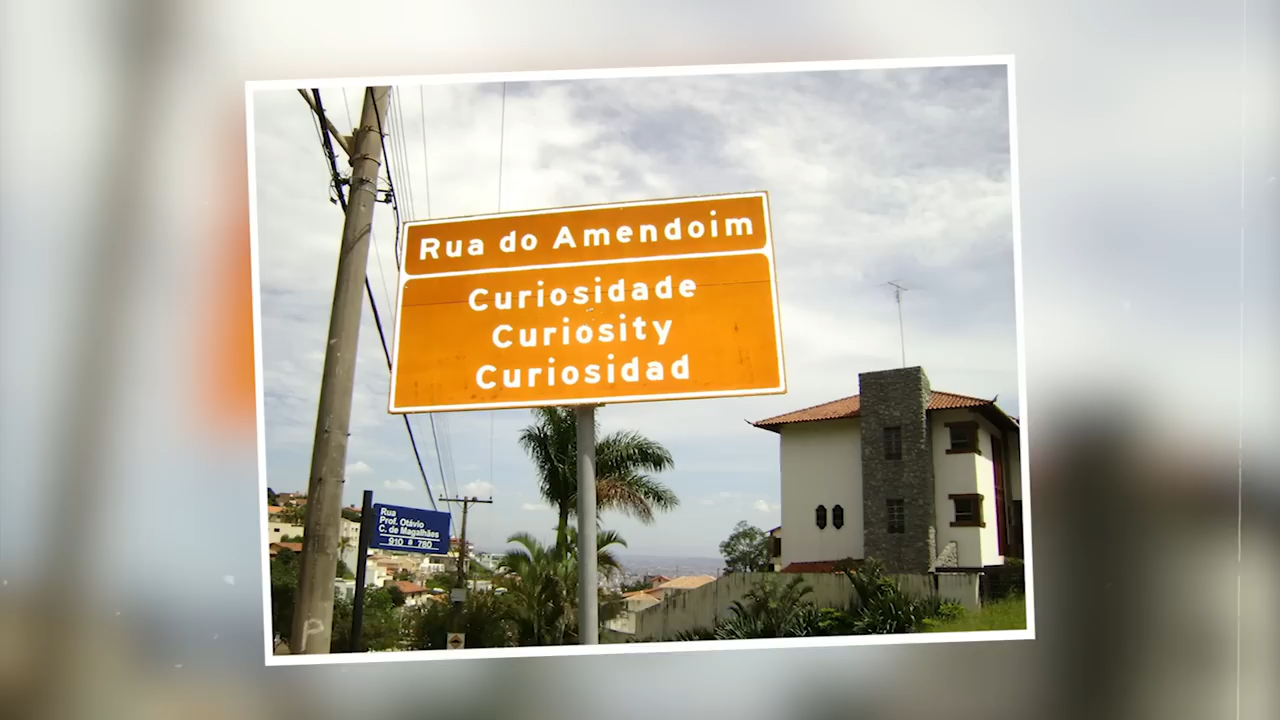 Rua do Amendoim
Curiosidade
Curiosity
Curiosidad
Rua
Prof. Otávio
C. de Magalhães
910 a 780
P